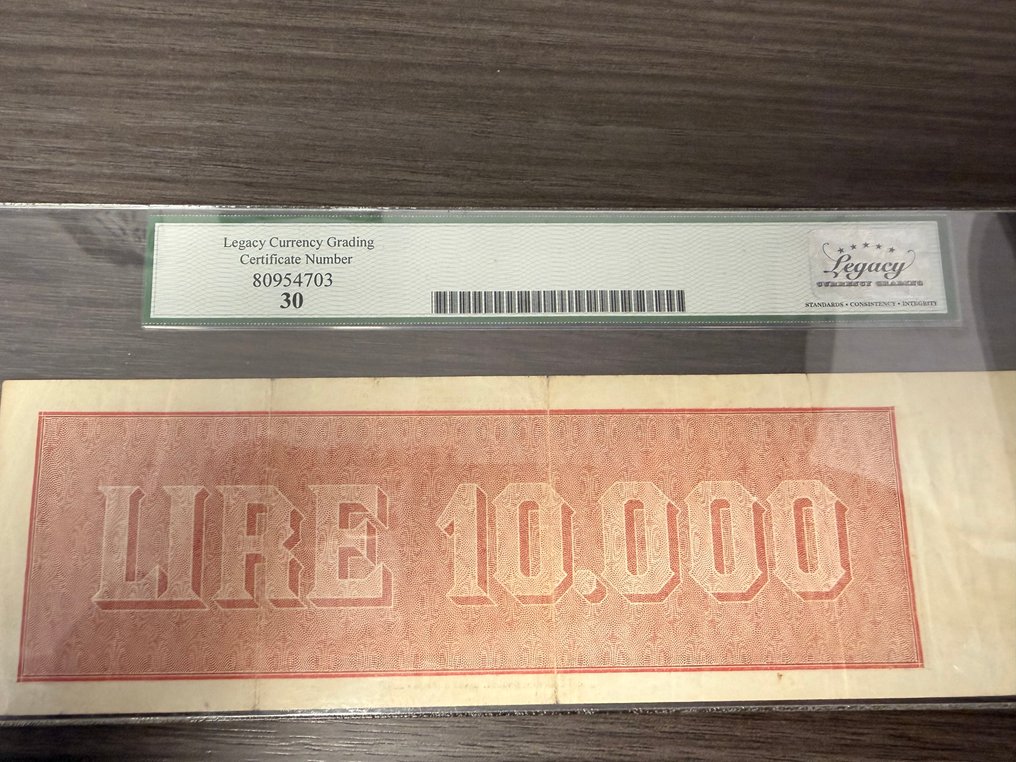 Legacy Currency Grading
Certificate Number
80954703
30
Legacy
CURRENCY GRADING
STANDARDS • CONSISTENCY • INTEGRITY
LIRE 10.000